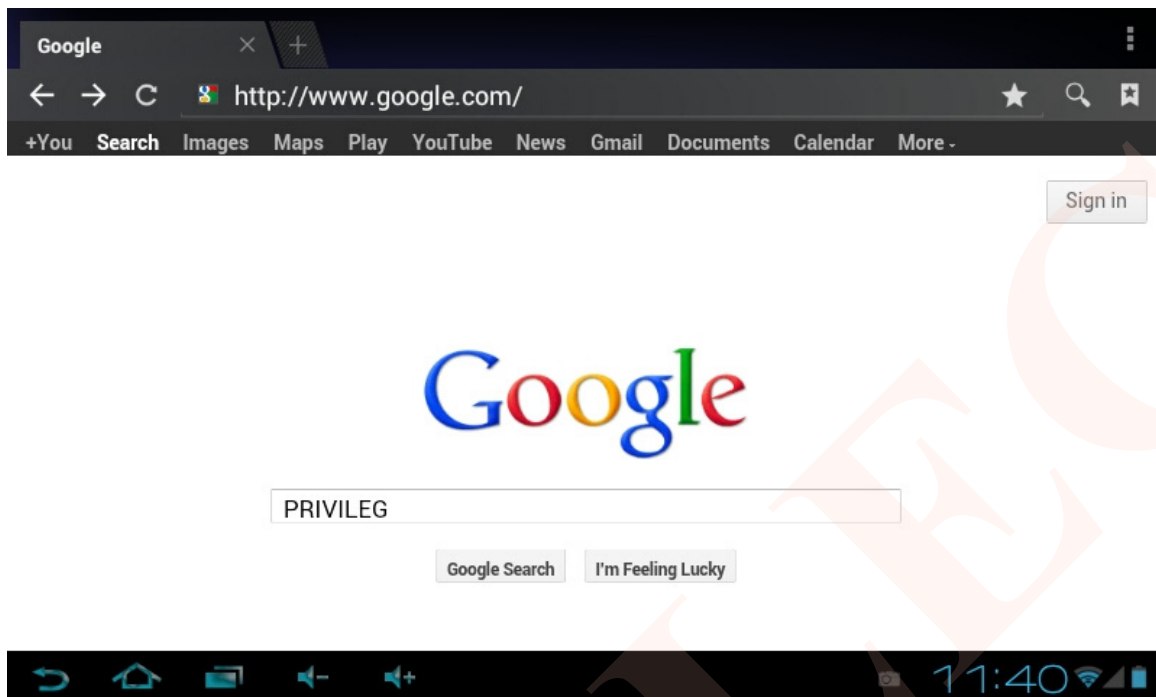 Google
http://www.google.com/
+You Search Images Maps Play YouTube News Gmail Documents Calendar More
Sign in
Google
PRIVILEG
Google Search I'm Feeling Lucky
11:40